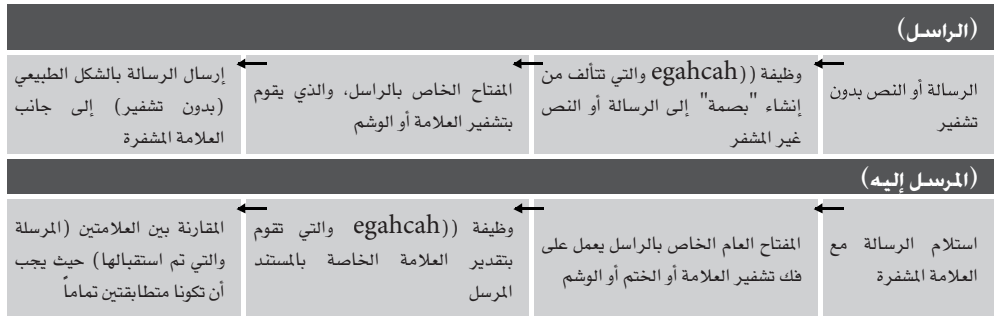 (الراسل)
الرسالة أو النص بدون
تشفير
وظيفة ((egahcah والتي تتألف من
إنشاء "بصمة" إلى الرسالة أو النص
غير المشفر
المفتاح الخاص بالراسل، والذي يقوم
بتشفير العلامة أو الوشم
إرسال الرسالة بالشكل الطبيعي
(بدون تشفير) إلى جانب
العلامة المشفرة
(المرسل إليه)
استلام الرسالة مع
العلامة المشفرة
المفتاح العام الخاص بالراسل يعمل على
فك تشفير العلامة أو الختم أو الوشم
وظيفة ((egahcah والتي تقوم
بتقدير العلامة الخاصة بالمستند
المرسل
المقارنة بين العلامتين (المرسلة
والتي تم استقبالها) حيث يجب
أن تكونا متطابقتين تماماً